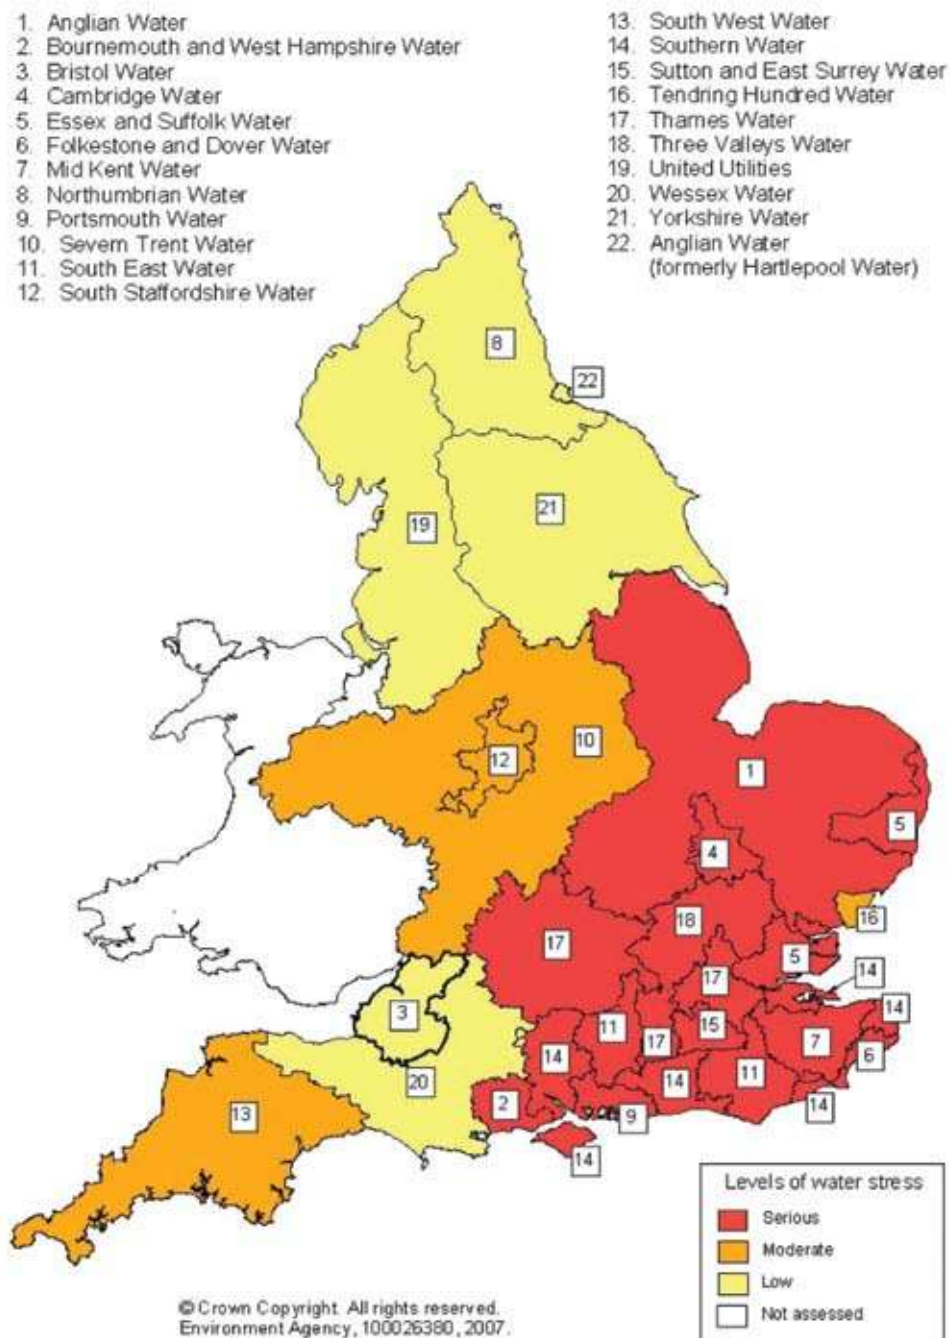 1. Anglian Water
2. Bournemouth and West Hampshire Water
3. Bristol Water
4. Cambridge Water
5. Essex and Suffolk Water
6. Folkestone and Dover Water
7. Mid Kent Water
8. Northumbrian Water
9. Portsmouth Water
10. Severn Trent Water
11. South East Water
12. South Staffordshire Water
13. South West Water
14. Southern Water
15. Sutton and East Surrey Water
16. Tendring Hundred Water
17. Thames Water
18. Three Valleys Water
19. United Utilities
20. Wessex Water
21. Yorkshire Water
22. Anglian Water
(formerly Hartlepool Water)
8
22
21
19
10
12
1
5
4
16
18
17
5
17
14
3
14
11
15
7
17
14
6
11
20
14
2
13
9
14
14
Levels of water stress
Serious
Moderate
Low
Not assessed
© Crown Copyright. All rights reserved.
Environment Agency, 100026380, 2007.